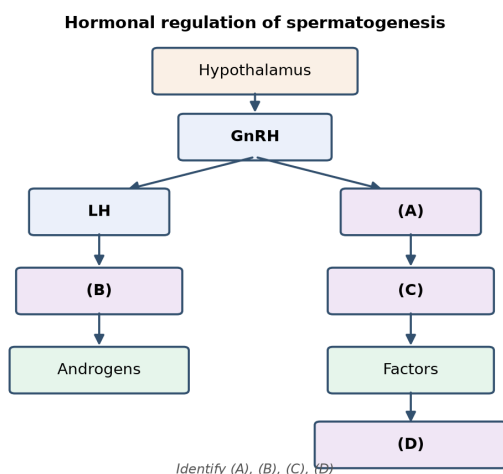 Hormonal regulation of spermatogenesis
Hypothalamus
GnRH
LH
(A)
(B)
(C)
Androgens
Factors
(D)
Identify (A), (B), (C), (D)